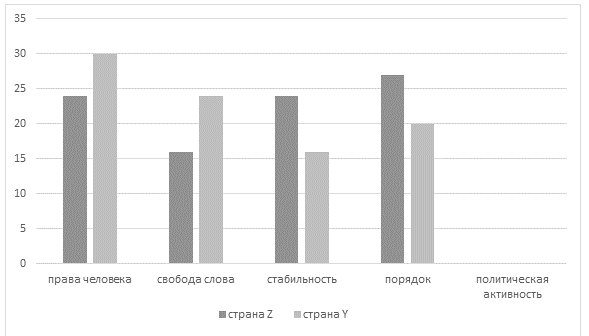 35
30
25
20
15
10
5
0
права человека
свобода слова
стабильность
порядок
политическая
активность
страна Z
страна Y